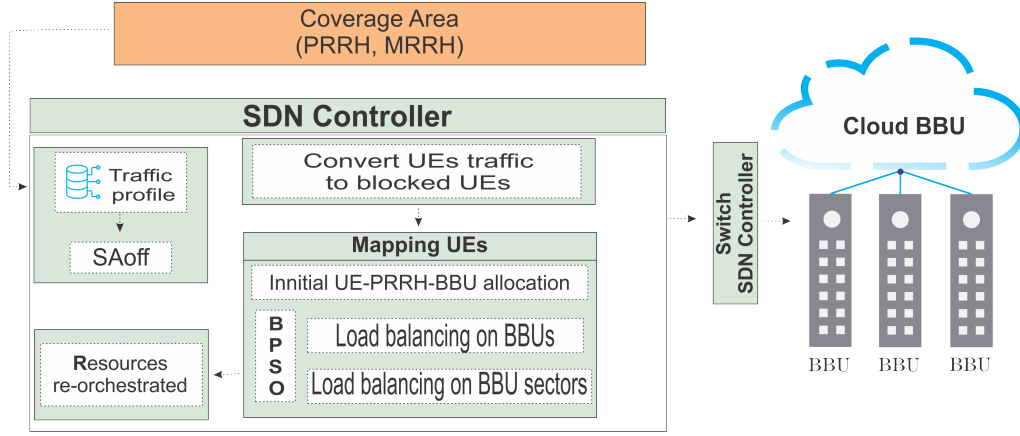 Coverage Area
(PRRH, MRRH)
SDN Controller
Traffic
profile
SAoff
Convert UEs traffic
to blocked UEs
Mapping UEs
Innitial UE-PRRH-BBU allocation
B
P
S
O
Load balancing on BBUs
Load balancing on BBU sectors
Resources
re-orchestrated
Switch
SDN Controller
Cloud BBU
BBU
BBU
BBU